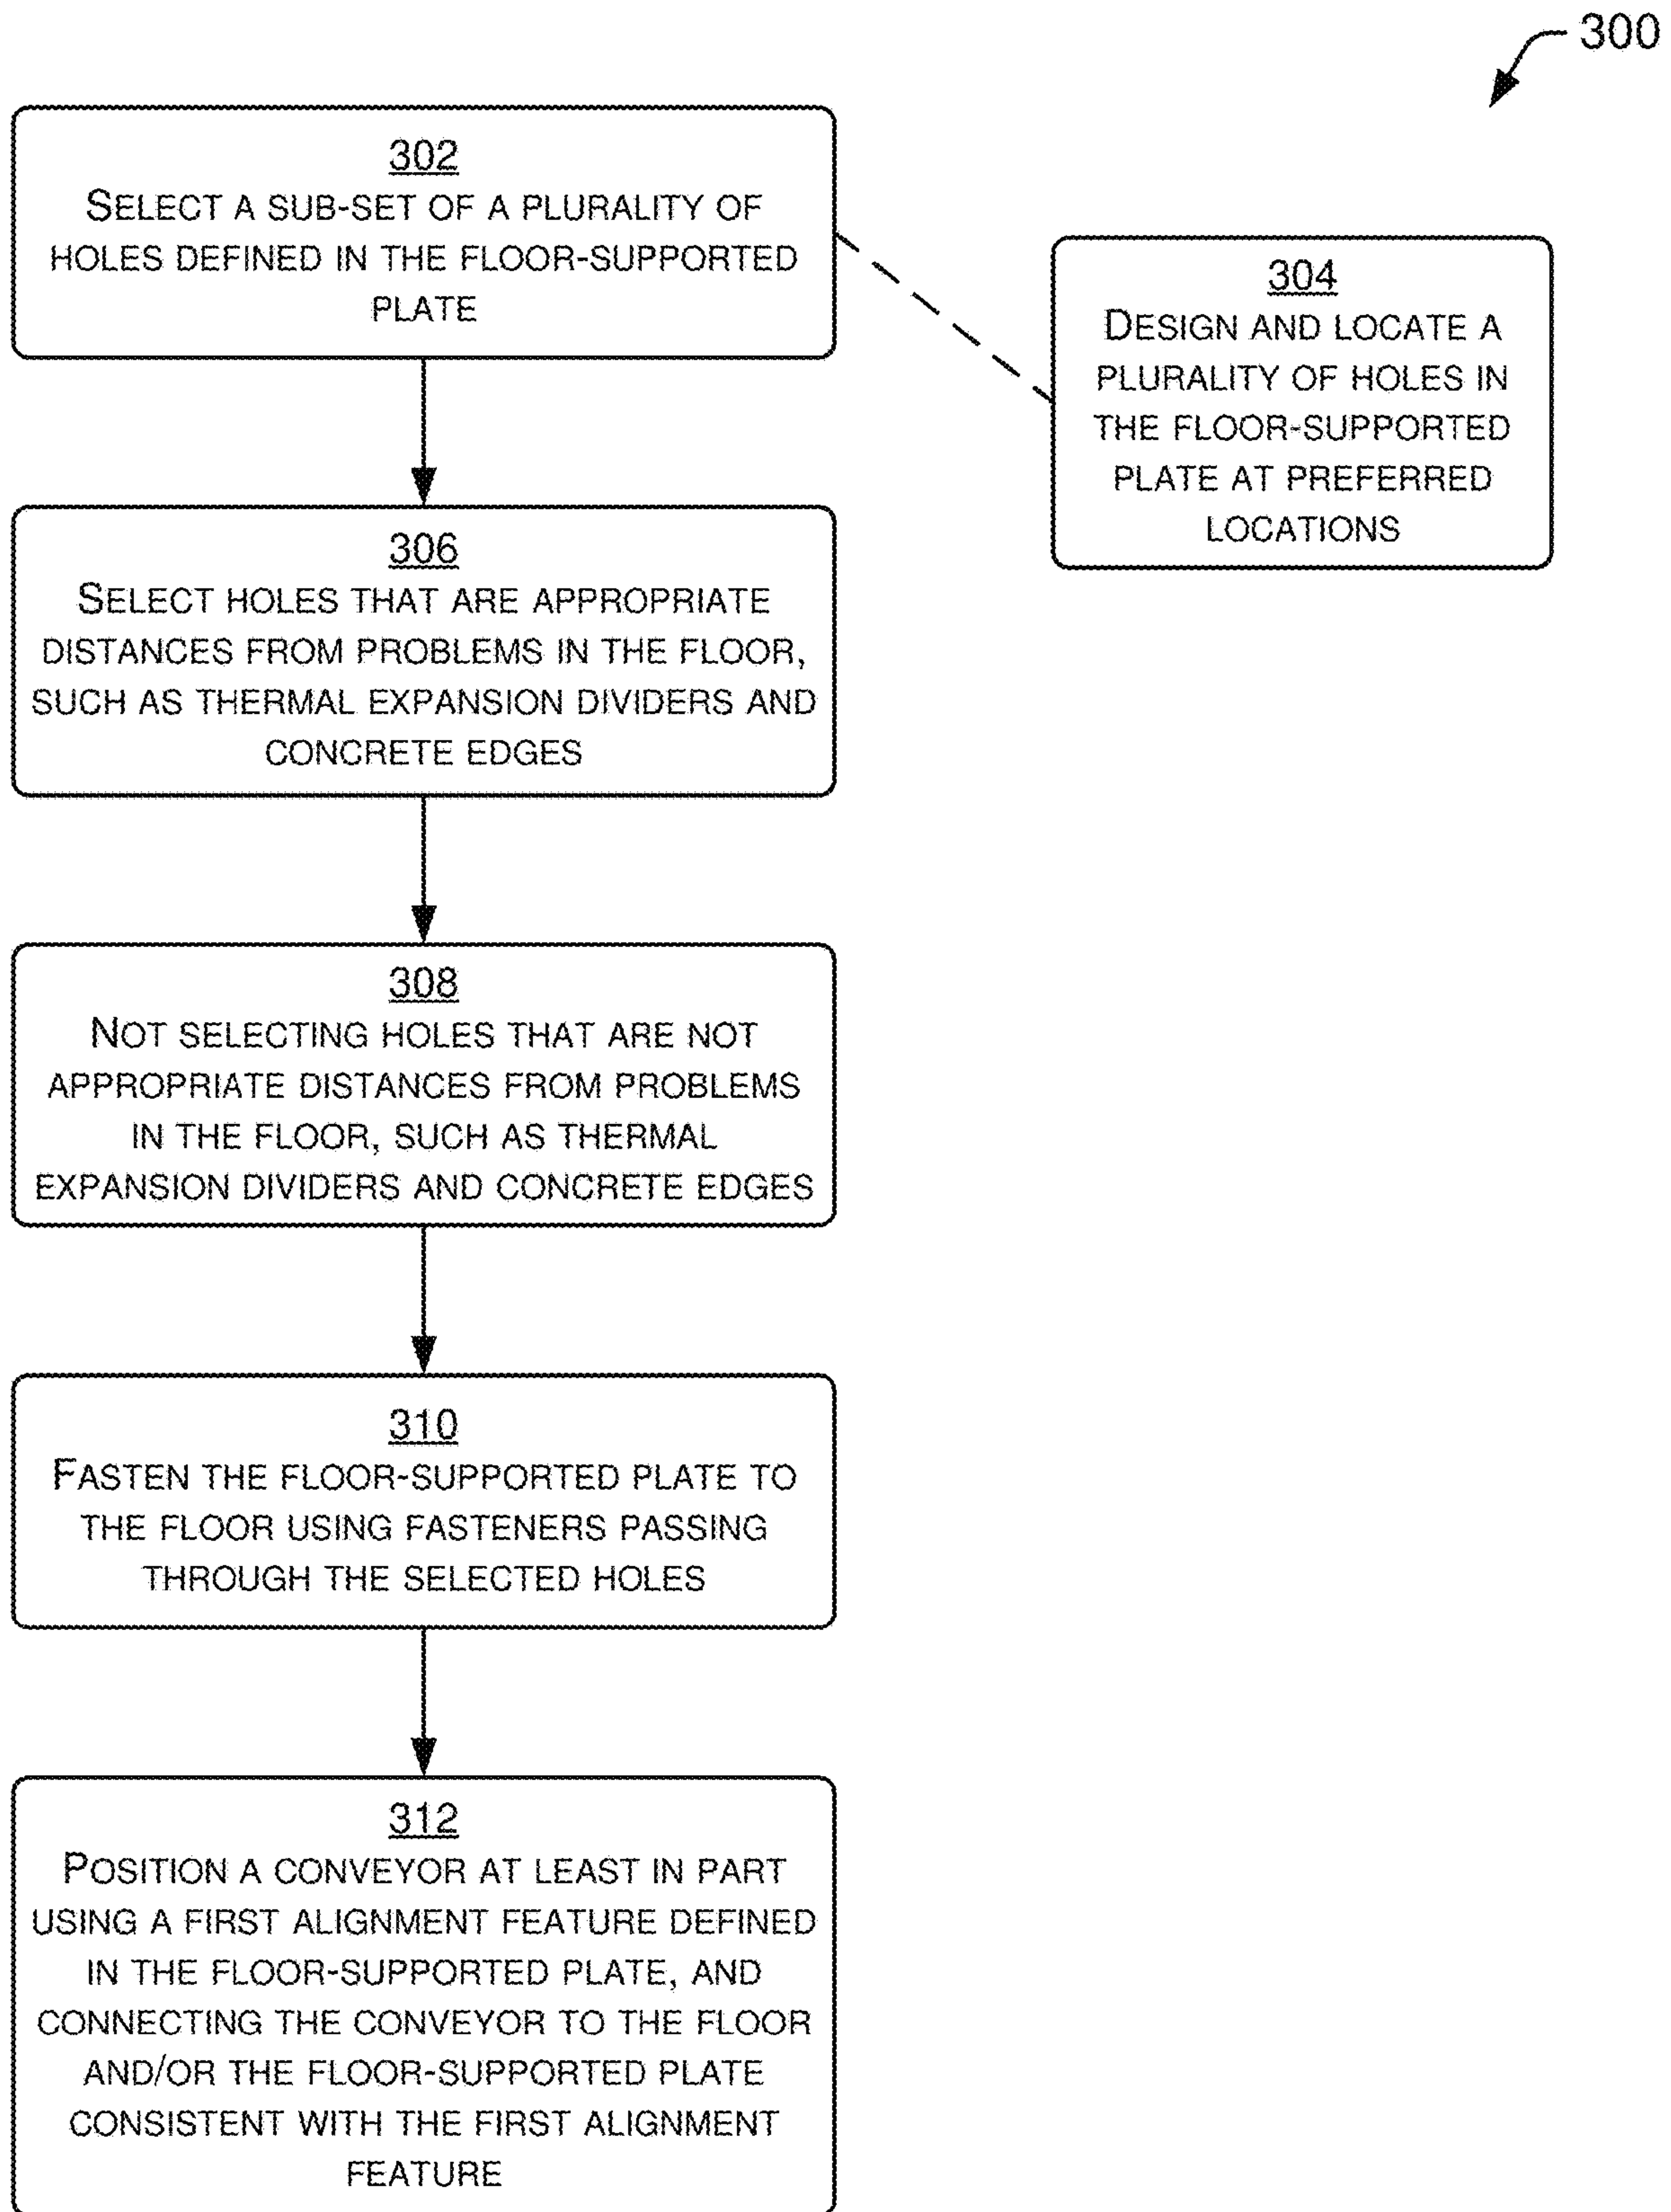 300
302
SELECT A SUB-SET OF A PLURALITY OF
HOLES DEFINED IN THE FLOOR-SUPPORTED
PLATE
304
DESIGN AND LOCATE A
PLURALITY OF HOLES IN
THE FLOOR-SUPPORTED
PLATE AT PREFERRED
LOCATIONS
306
SELECT HOLES THAT ARE APPROPRIATE
DISTANCES FROM PROBLEMS IN THE FLOOR,
SUCH AS THERMAL EXPANSION DIVIDERS AND
CONCRETE EDGES
308
NOT SELECTING HOLES THAT ARE NOT
APPROPRIATE DISTANCES FROM PROBLEMS
IN THE FLOOR, SUCH AS THERMAL
EXPANSION DIVIDERS AND CONCRETE EDGES
310
FASTEN THE FLOOR-SUPPORTED PLATE TO
THE FLOOR USING FASTENERS PASSING
THROUGH THE SELECTED HOLES
312
POSITION A CONVEYOR AT LEAST IN PART
USING A FIRST ALIGNMENT FEATURE DEFINED
IN THE FLOOR-SUPPORTED PLATE, AND
CONNECTING THE CONVEYOR TO THE FLOOR
AND/OR THE FLOOR-SUPPORTED PLATE
CONSISTENT WITH THE FIRST ALIGNMENT
FEATURE